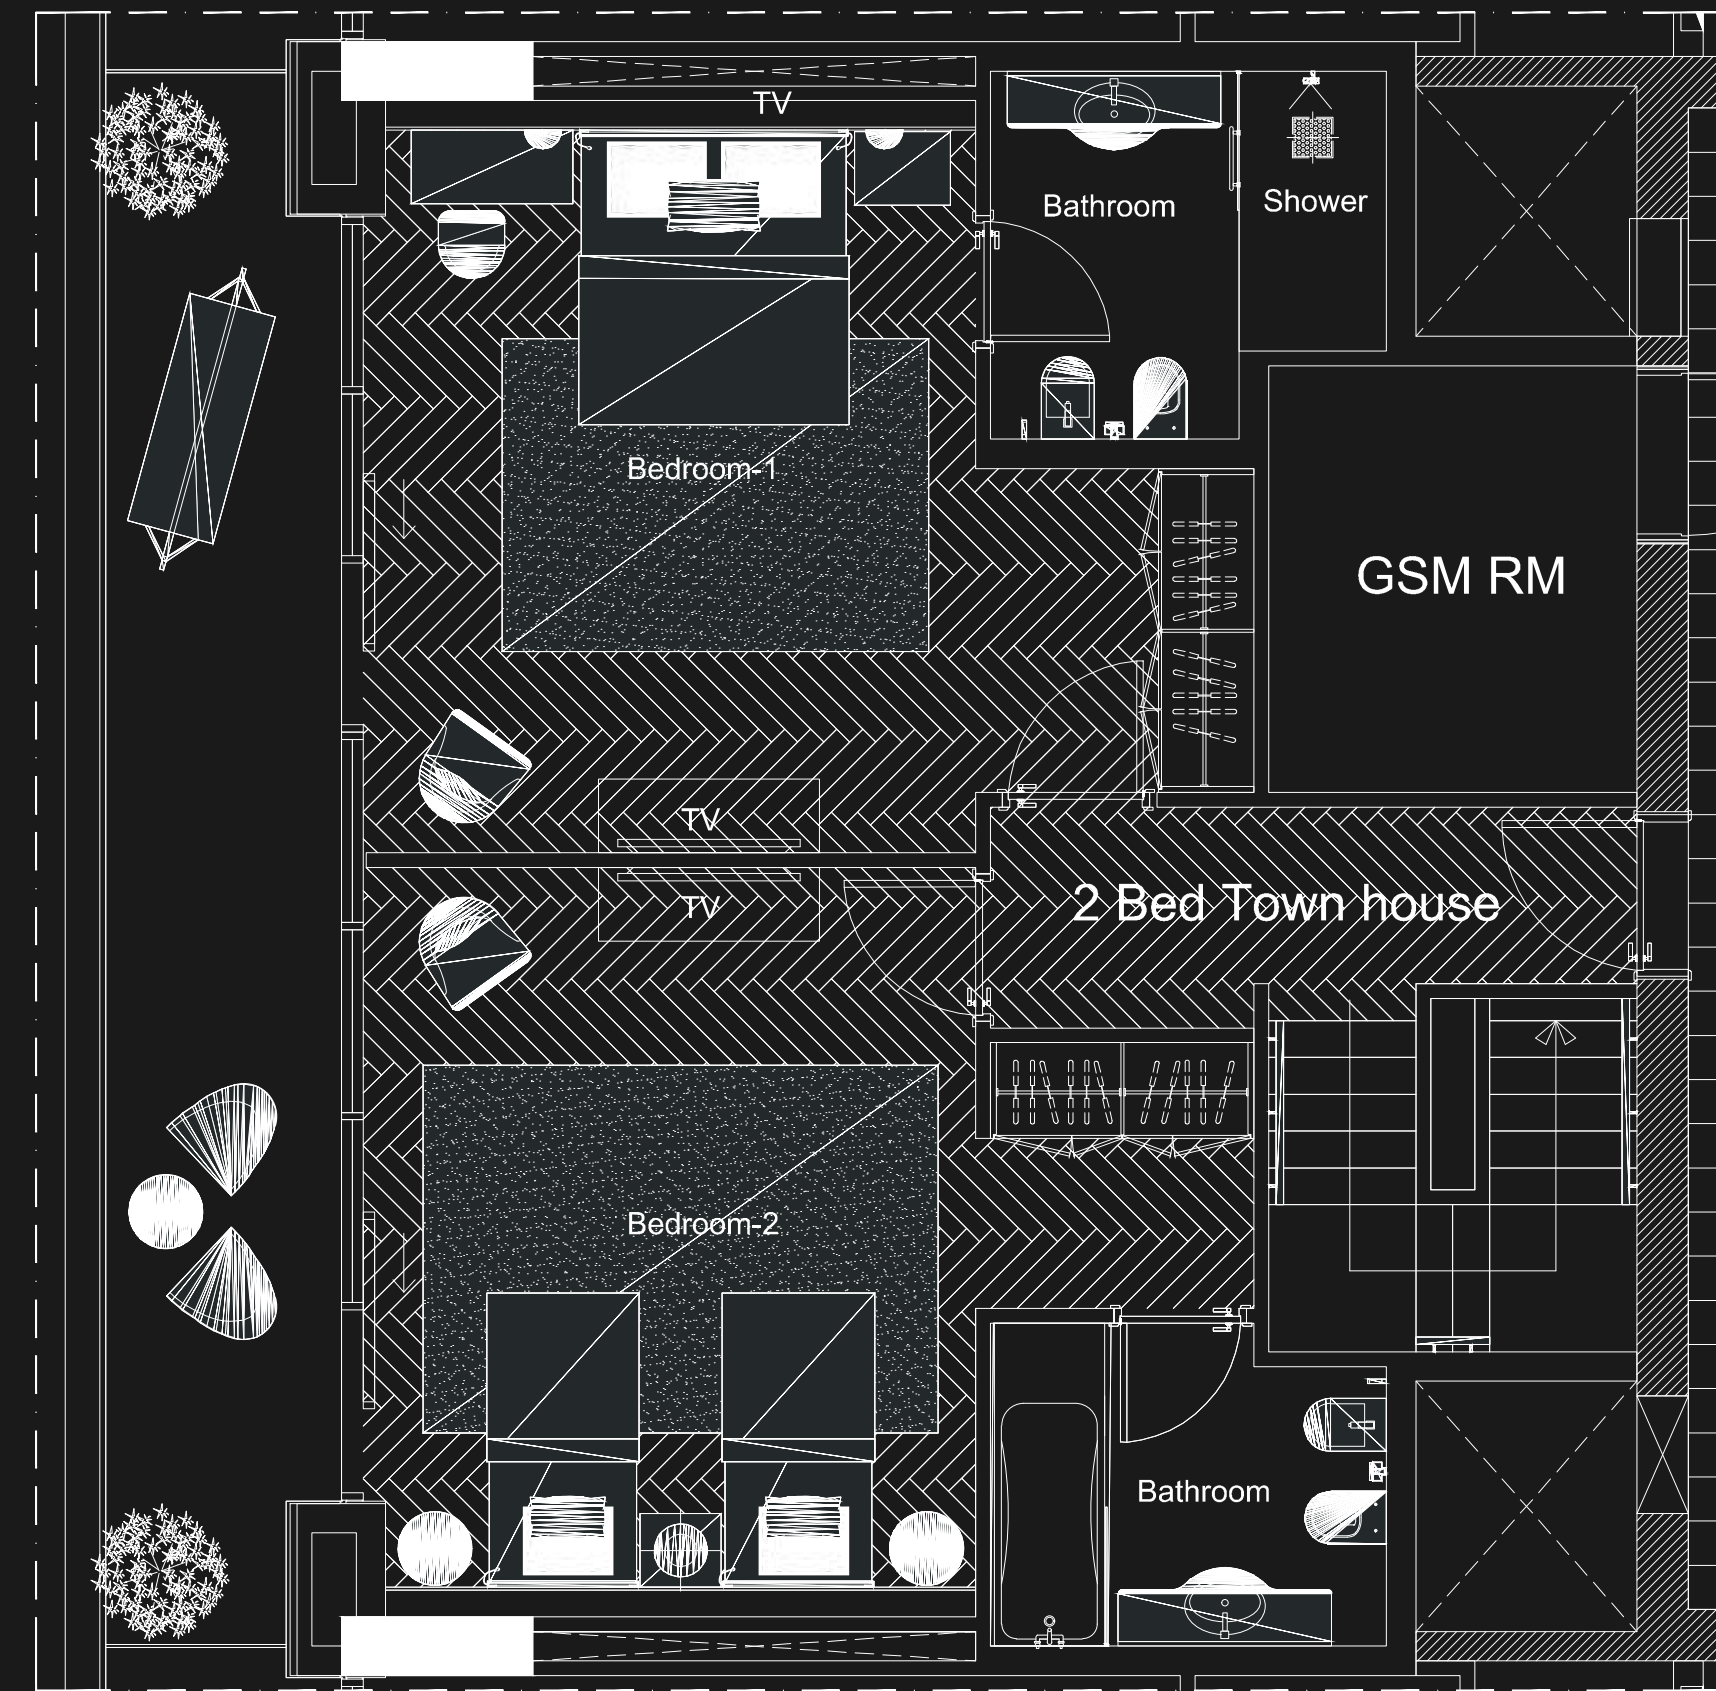 TV
Bathroom
Shower
Bedroom-1
GSM RM
TV
TV
2 Bed Town house
Bedroom-2
Bathroom